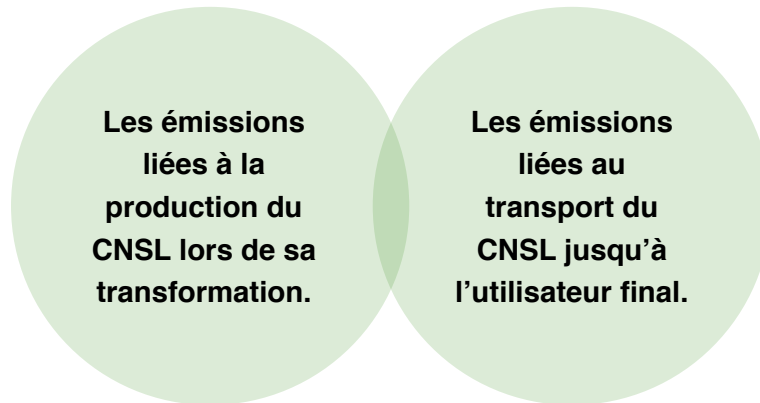 Les émissions
liées à la
production du
CNSL lors de sa
transformation.
Les émissions
liées au
transport du
CNSL jusqu’à
l’utilisateur final.